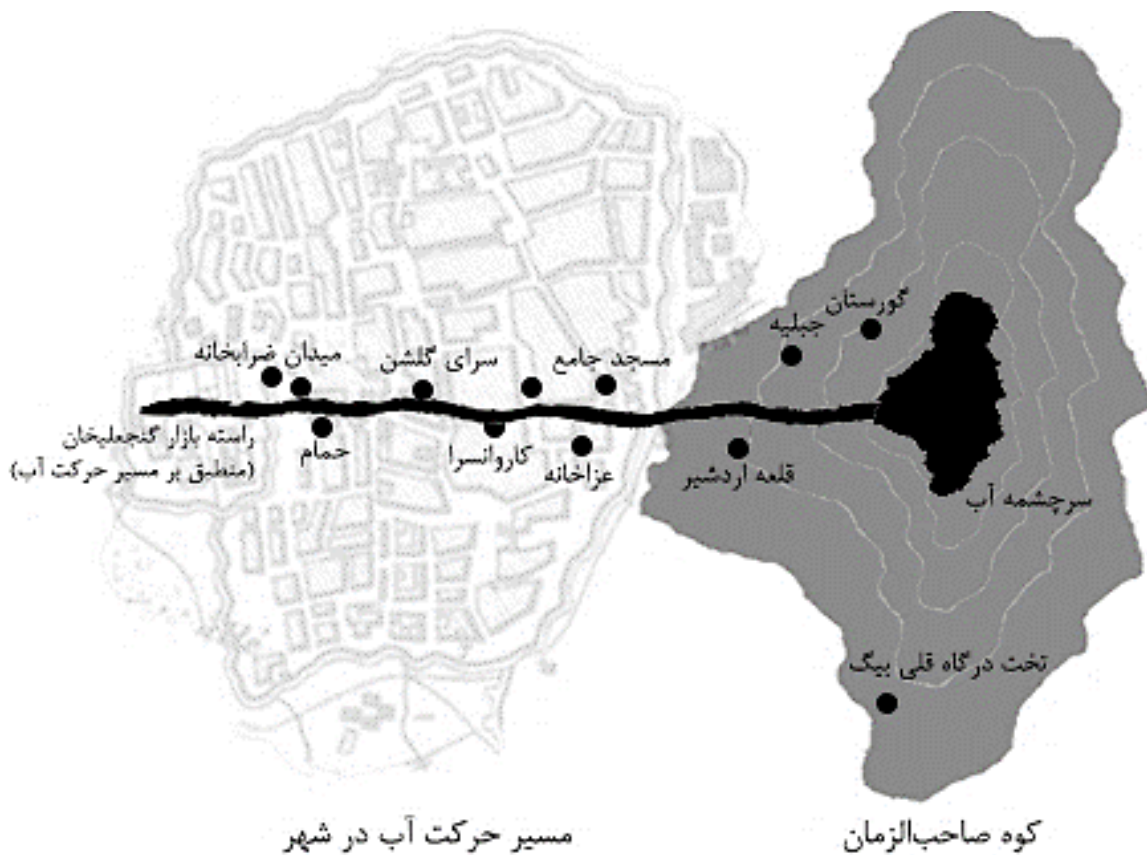 گورستان
جبلیه
مسجد جامع
سرای گلشن
میدان
ضرابخانه
راسته بازار گنجعلیخان
(منطبق بر مسیر حرکت آب)
حمام
کاروانسرا
عزاخانه
قلعه اردشیر
سرچشمه آب
تخت درگاه قلی بیگ
کوه صاحب‌الزمان
مسیر حرکت آب در شهر